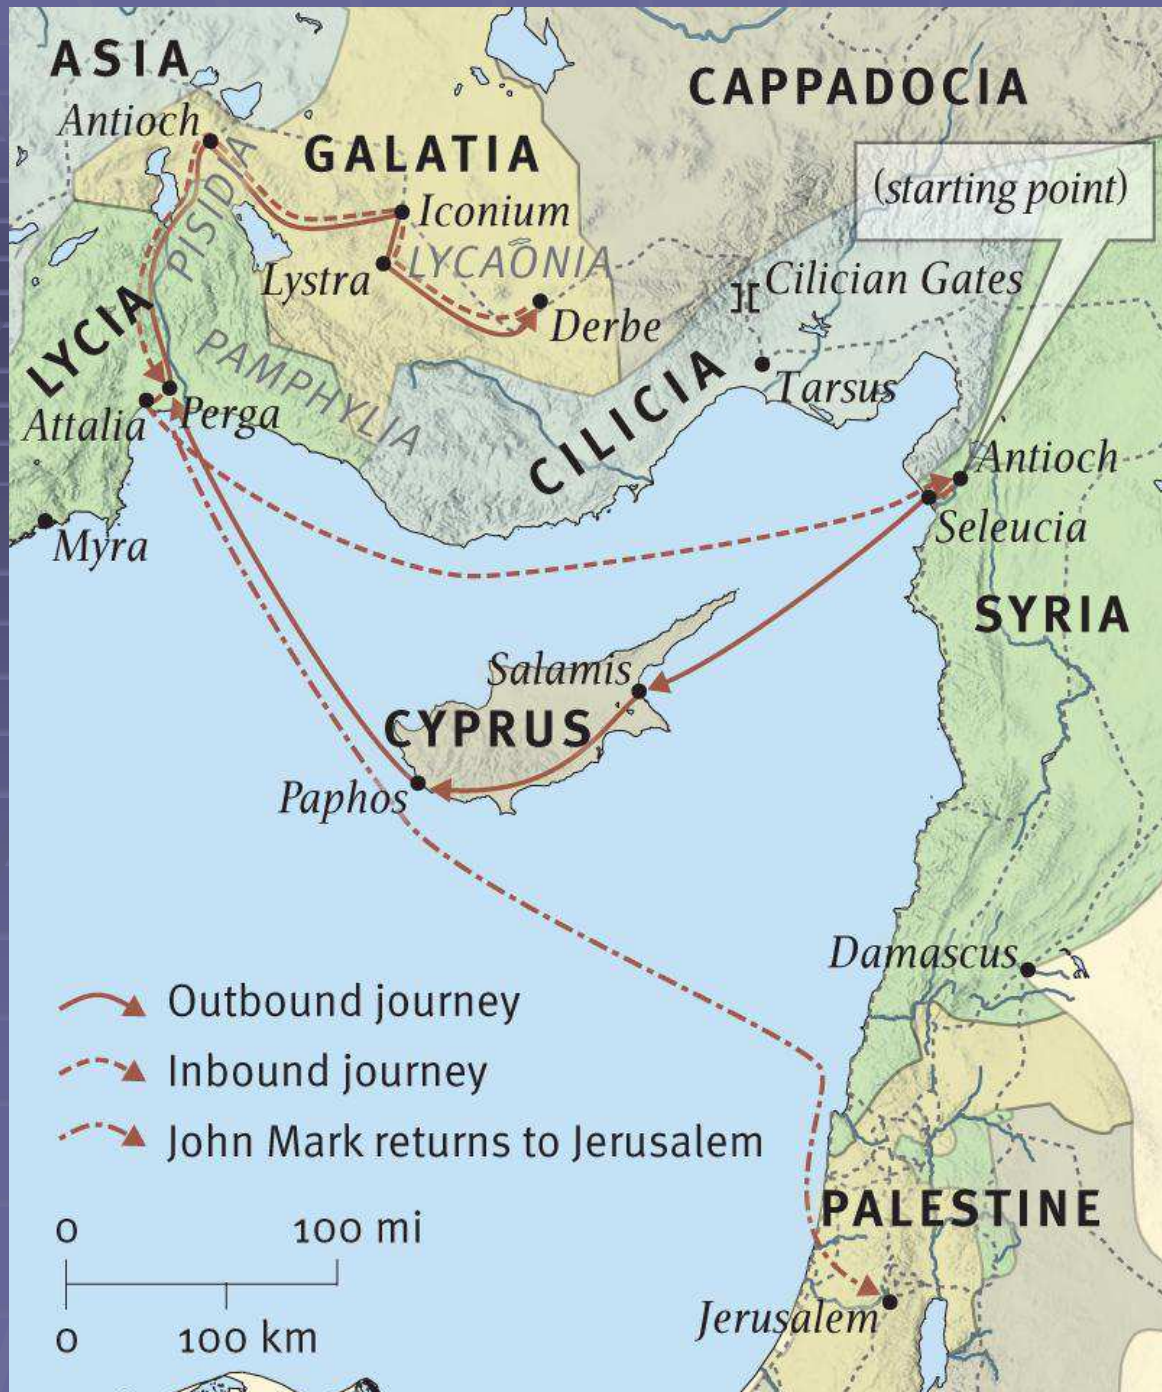 ASIA
CAPPADOCIA
Antioch
GALATIA
(starting point)
PISIDIA
Iconium
LYCAONIA
Lystra
Cilician Gates
Derbe
LYCIA
PAMPHYLIA
CILICIA
Tarsus
Attalia
Perga
Antioch
Seleucia
Myra
SYRIA
Salamis
CYPRUS
Paphos
Damascus
Outbound journey
Inbound journey
John Mark returns to Jerusalem
PALESTINE
0 100 mi
0 100 km
Jerusalem